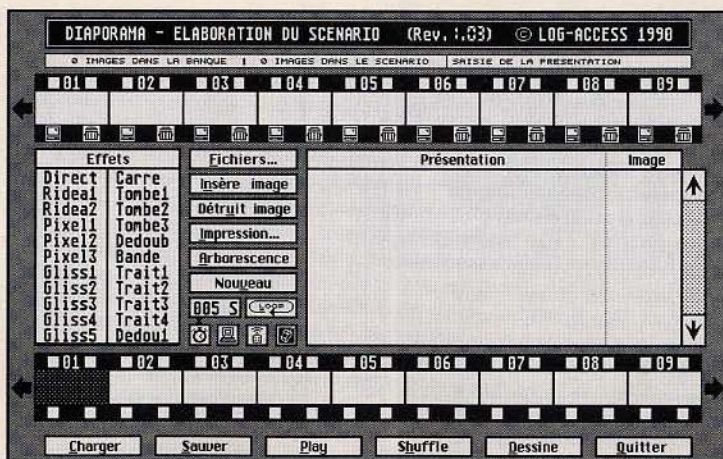 DIAPORAMA - ELABORATION DU SCENARIO (Rev. 1.03) © LOG-ACCESS 1990
0 IMAGES DANS LA BANQUE | 0 IMAGES DANS LE SCENARIO | SAISIE DE LA PRESENTATION
01 02 03 04 05 06 07 08 09
Effets
Direct Carre
Ridea1 Tombe1
Ridea2 Tombe2
Pixel1 Tombe3
Pixel2 Dedoub
Pixel3 Bande
Gliss1 Trait1
Gliss2 Trait2
Gliss3 Trait3
Gliss4 Trait4
Gliss5 Dedou1
Fichiers...
Insère image
Détruit image
Impression...
Arborescence
Nouveau
005 S LOOP
Présentation Image
01 02 03 04 05 06 07 08 09
Charger Sauver Play Shuffle Dessine Quitter